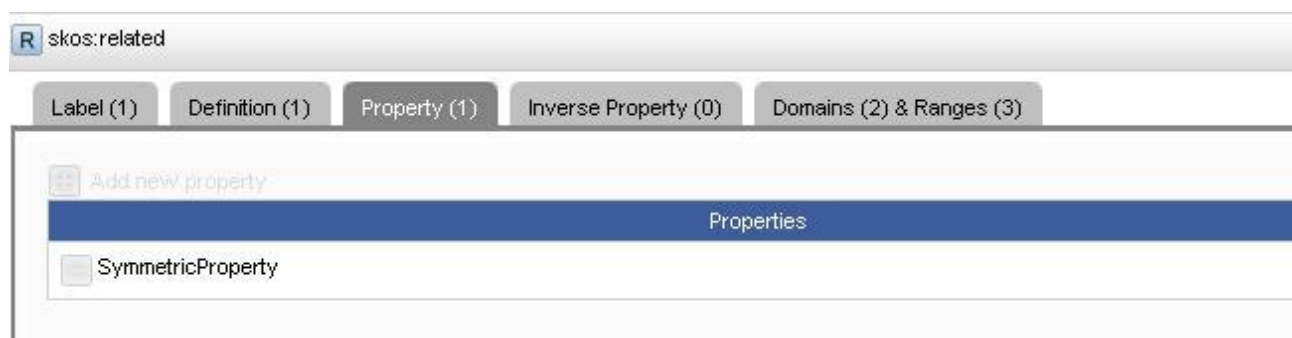 R skos:related
Label (1) Definition (1) Property (1) Inverse Property (0) Domains (2) & Ranges (3)
Add new property
Properties
SymmetricProperty